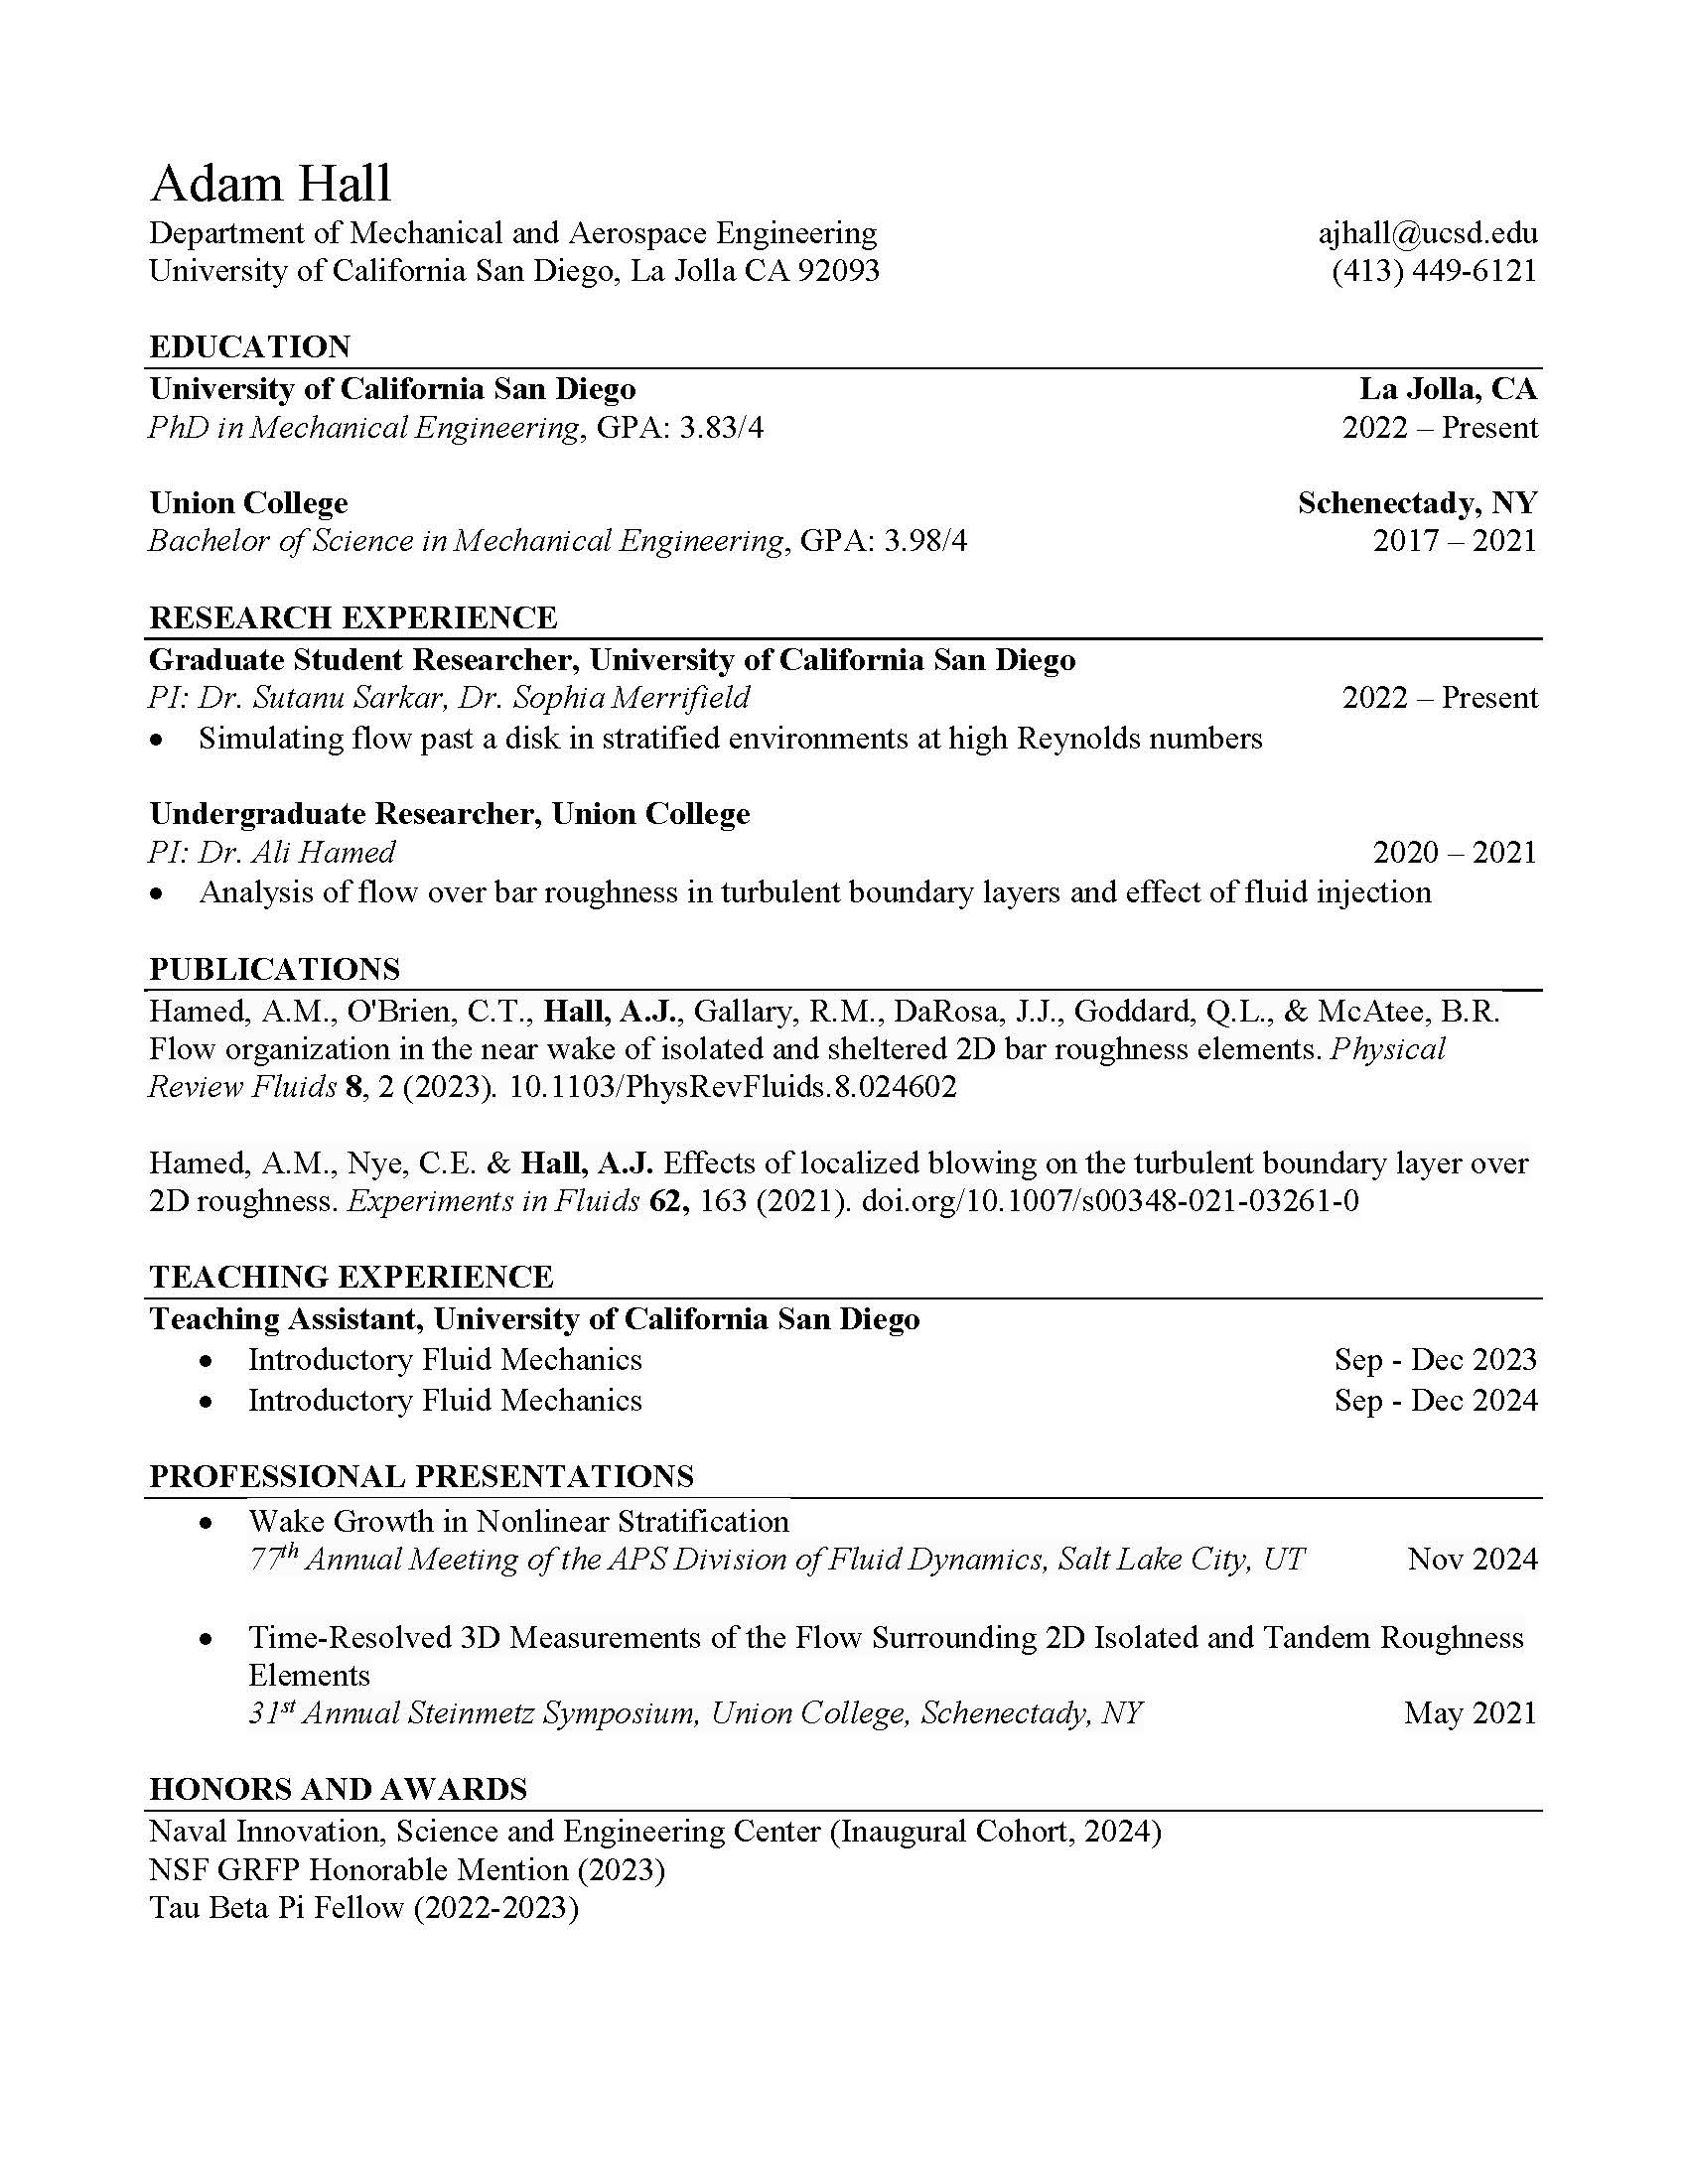 Adam Hall
Department of Mechanical and Aerospace Engineering ajhall@ucsd.edu
University of California San Diego, La Jolla CA 92093 (413) 449-6121
EDUCATION
University of California San Diego La Jolla, CA
PhD in Mechanical Engineering, GPA: 3.83/4 2022 – Present
Union College Schenectady, NY
Bachelor of Science in Mechanical Engineering, GPA: 3.98/4 2017 – 2021
RESEARCH EXPERIENCE
Graduate Student Researcher, University of California San Diego
PI: Dr. Sutanu Sarkar, Dr. Sophia Merrifield 2022 – Present
• Simulating flow past a disk in stratified environments at high Reynolds numbers
Undergraduate Researcher, Union College
PI: Dr. Ali Hamed 2020 – 2021
• Analysis of flow over bar roughness in turbulent boundary layers and effect of fluid injection
PUBLICATIONS
Hamed, A.M., O'Brien, C.T., Hall, A.J., Gallary, R.M., DaRosa, J.J., Goddard, Q.L., & McAtee, B.R.
Flow organization in the near wake of isolated and sheltered 2D bar roughness elements. Physical
Review Fluids 8, 2 (2023). 10.1103/PhysRevFluids.8.024602
Hamed, A.M., Nye, C.E. & Hall, A.J. Effects of localized blowing on the turbulent boundary layer over
2D roughness. Experiments in Fluids 62, 163 (2021). doi.org/10.1007/s00348-021-03261-0
TEACHING EXPERIENCE
Teaching Assistant, University of California San Diego
• Introductory Fluid Mechanics Sep - Dec 2023
• Introductory Fluid Mechanics Sep - Dec 2024
PROFESSIONAL PRESENTATIONS
• Wake Growth in Nonlinear Stratification
77th Annual Meeting of the APS Division of Fluid Dynamics, Salt Lake City, UT Nov 2024
• Time-Resolved 3D Measurements of the Flow Surrounding 2D Isolated and Tandem Roughness
Elements
31st Annual Steinmetz Symposium, Union College, Schenectady, NY May 2021
HONORS AND AWARDS
Naval Innovation, Science and Engineering Center (Inaugural Cohort, 2024)
NSF GRFP Honorable Mention (2023)
Tau Beta Pi Fellow (2022-2023)